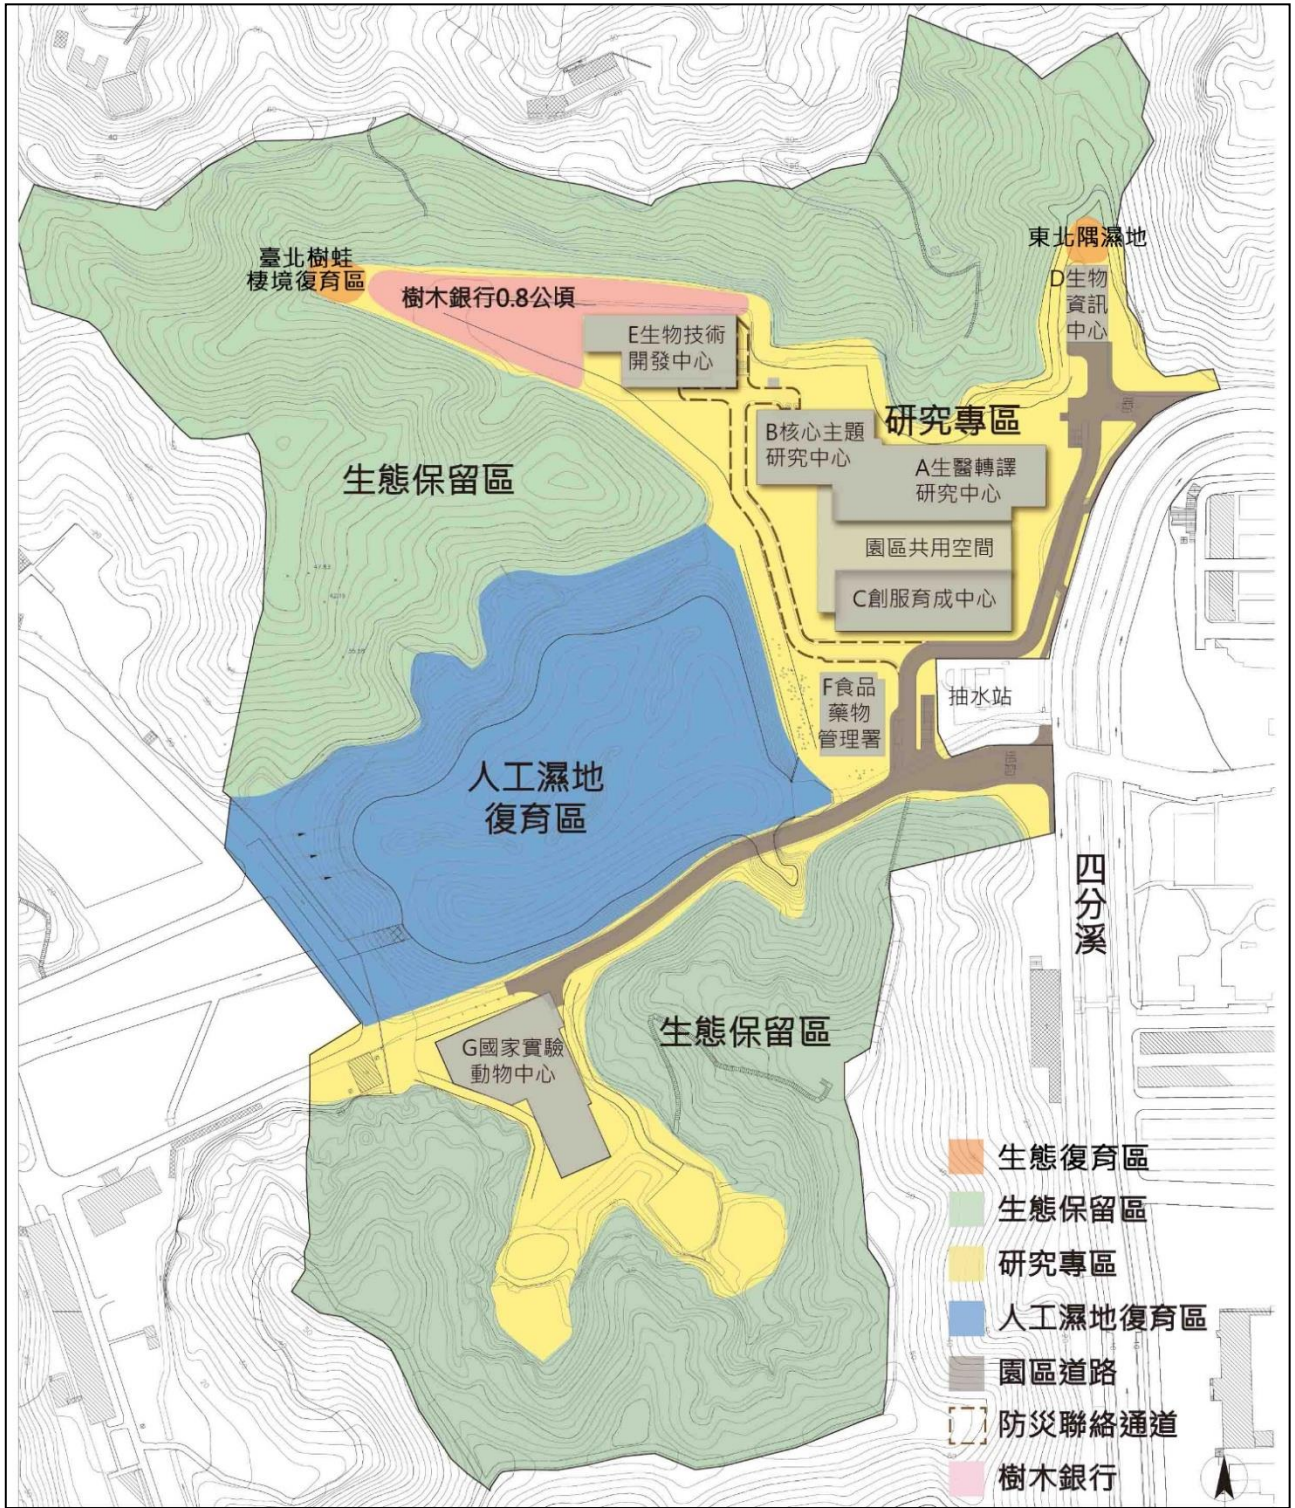 東北隅濕地
臺北樹蛙
棲境復育區
樹木銀行0.8公頃
D生物
資訊
中心
E生物技術
開發中心
研究專區
B核心主題
研究中心
A生醫轉譯
研究中心
生態保留區
園區共用空間
C創服育成中心
F食品
藥物
管理署
抽水站
人工濕地
復育區
四分溪
生態保留區
G國家實驗
動物中心
生態復育區
生態保留區
研究專區
人工濕地復育區
園區道路
防災聯絡通道
樹木銀行